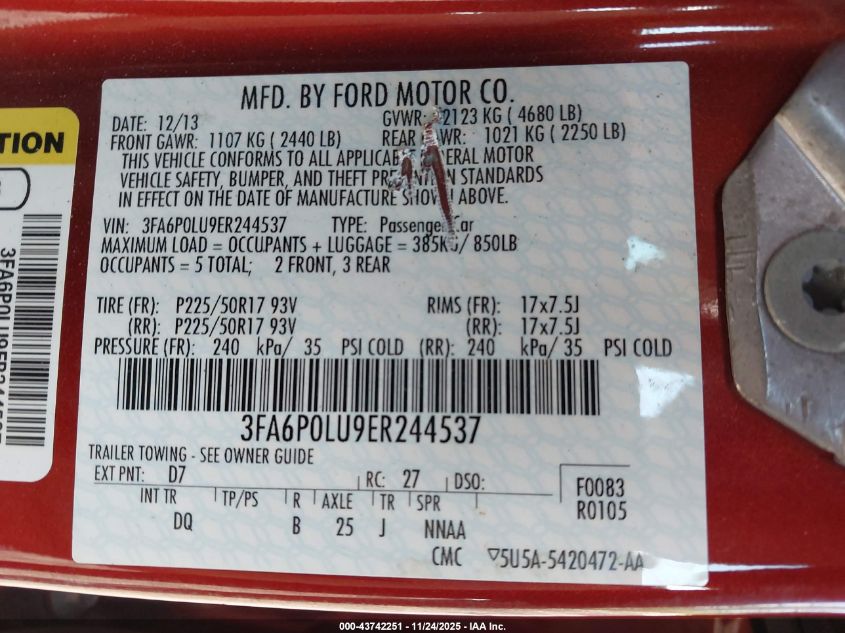 MFD. BY FORD MOTOR CO.
DATE: 12/13 GVWR: 2123 KG ( 4680 LB)
FRONT GAWR: 1107 KG ( 2440 LB) REAR GAWR: 1021 KG ( 2250 LB)
THIS VEHICLE CONFORMS TO ALL APPLICABLE FEDERAL MOTOR
VEHICLE SAFETY, BUMPER, AND THEFT PREVENTION STANDARDS
IN EFFECT ON THE DATE OF MANUFACTURE SHOWN ABOVE.
VIN: 3FA6P0LU9ER244537 TYPE: Passenger Car
MAXIMUM LOAD = OCCUPANTS + LUGGAGE = 385KG/ 850LB
OCCUPANTS = 5 TOTAL; 2 FRONT, 3 REAR
TIRE (FR): P225/50R17 93V RIMS (FR): 17x7.5J
(RR): P225/50R17 93V (RR): 17x7.5J
PRESSURE (FR): 240 kPa/ 35 PSI COLD (RR): 240 kPa/ 35 PSI COLD
3FA6P0LU9ER244537
TRAILER TOWING - SEE OWNER GUIDE
EXT PNT: D7 RC: 27 DSO:
INT TR TP/PS R AXLE TR SPR
DQ B 25 J NNAA
F0083
R0105
CMC ▽5U5A-5420472-AA
TION
3FA6P0LU9ER244537
000-43742251 - 11/24/2025 - IAA Inc.